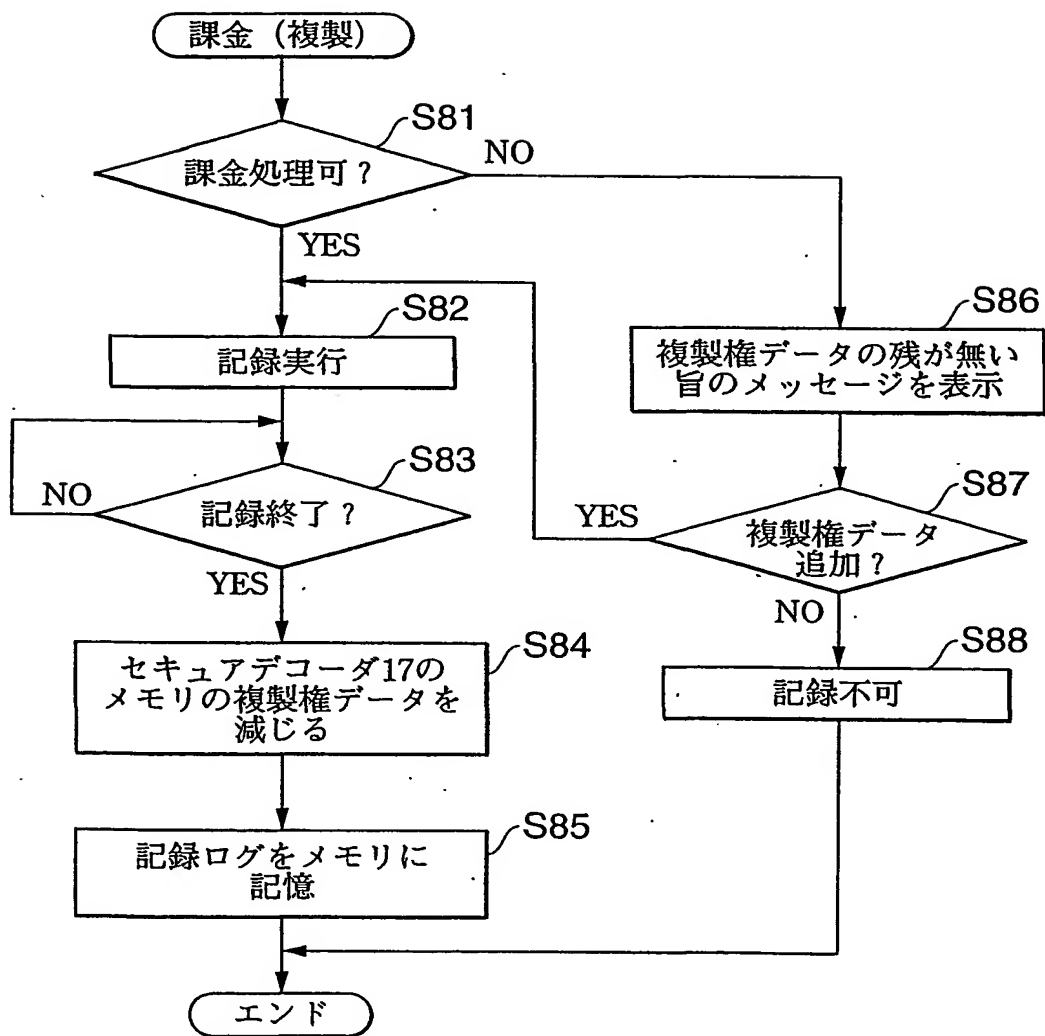 課金（複製）
S81
課金処理可？
NO
YES
S82
記録実行
S83
記録終了？
NO
YES
S84
セキュアデコーダ17の
メモリの複製権データを
減じる
S85
記録ログをメモリに
記憶
S86
複製権データの残が無い
旨のメッセージを表示
S87
複製権データ
追加？
YES
NO
S88
記録不可
エンド